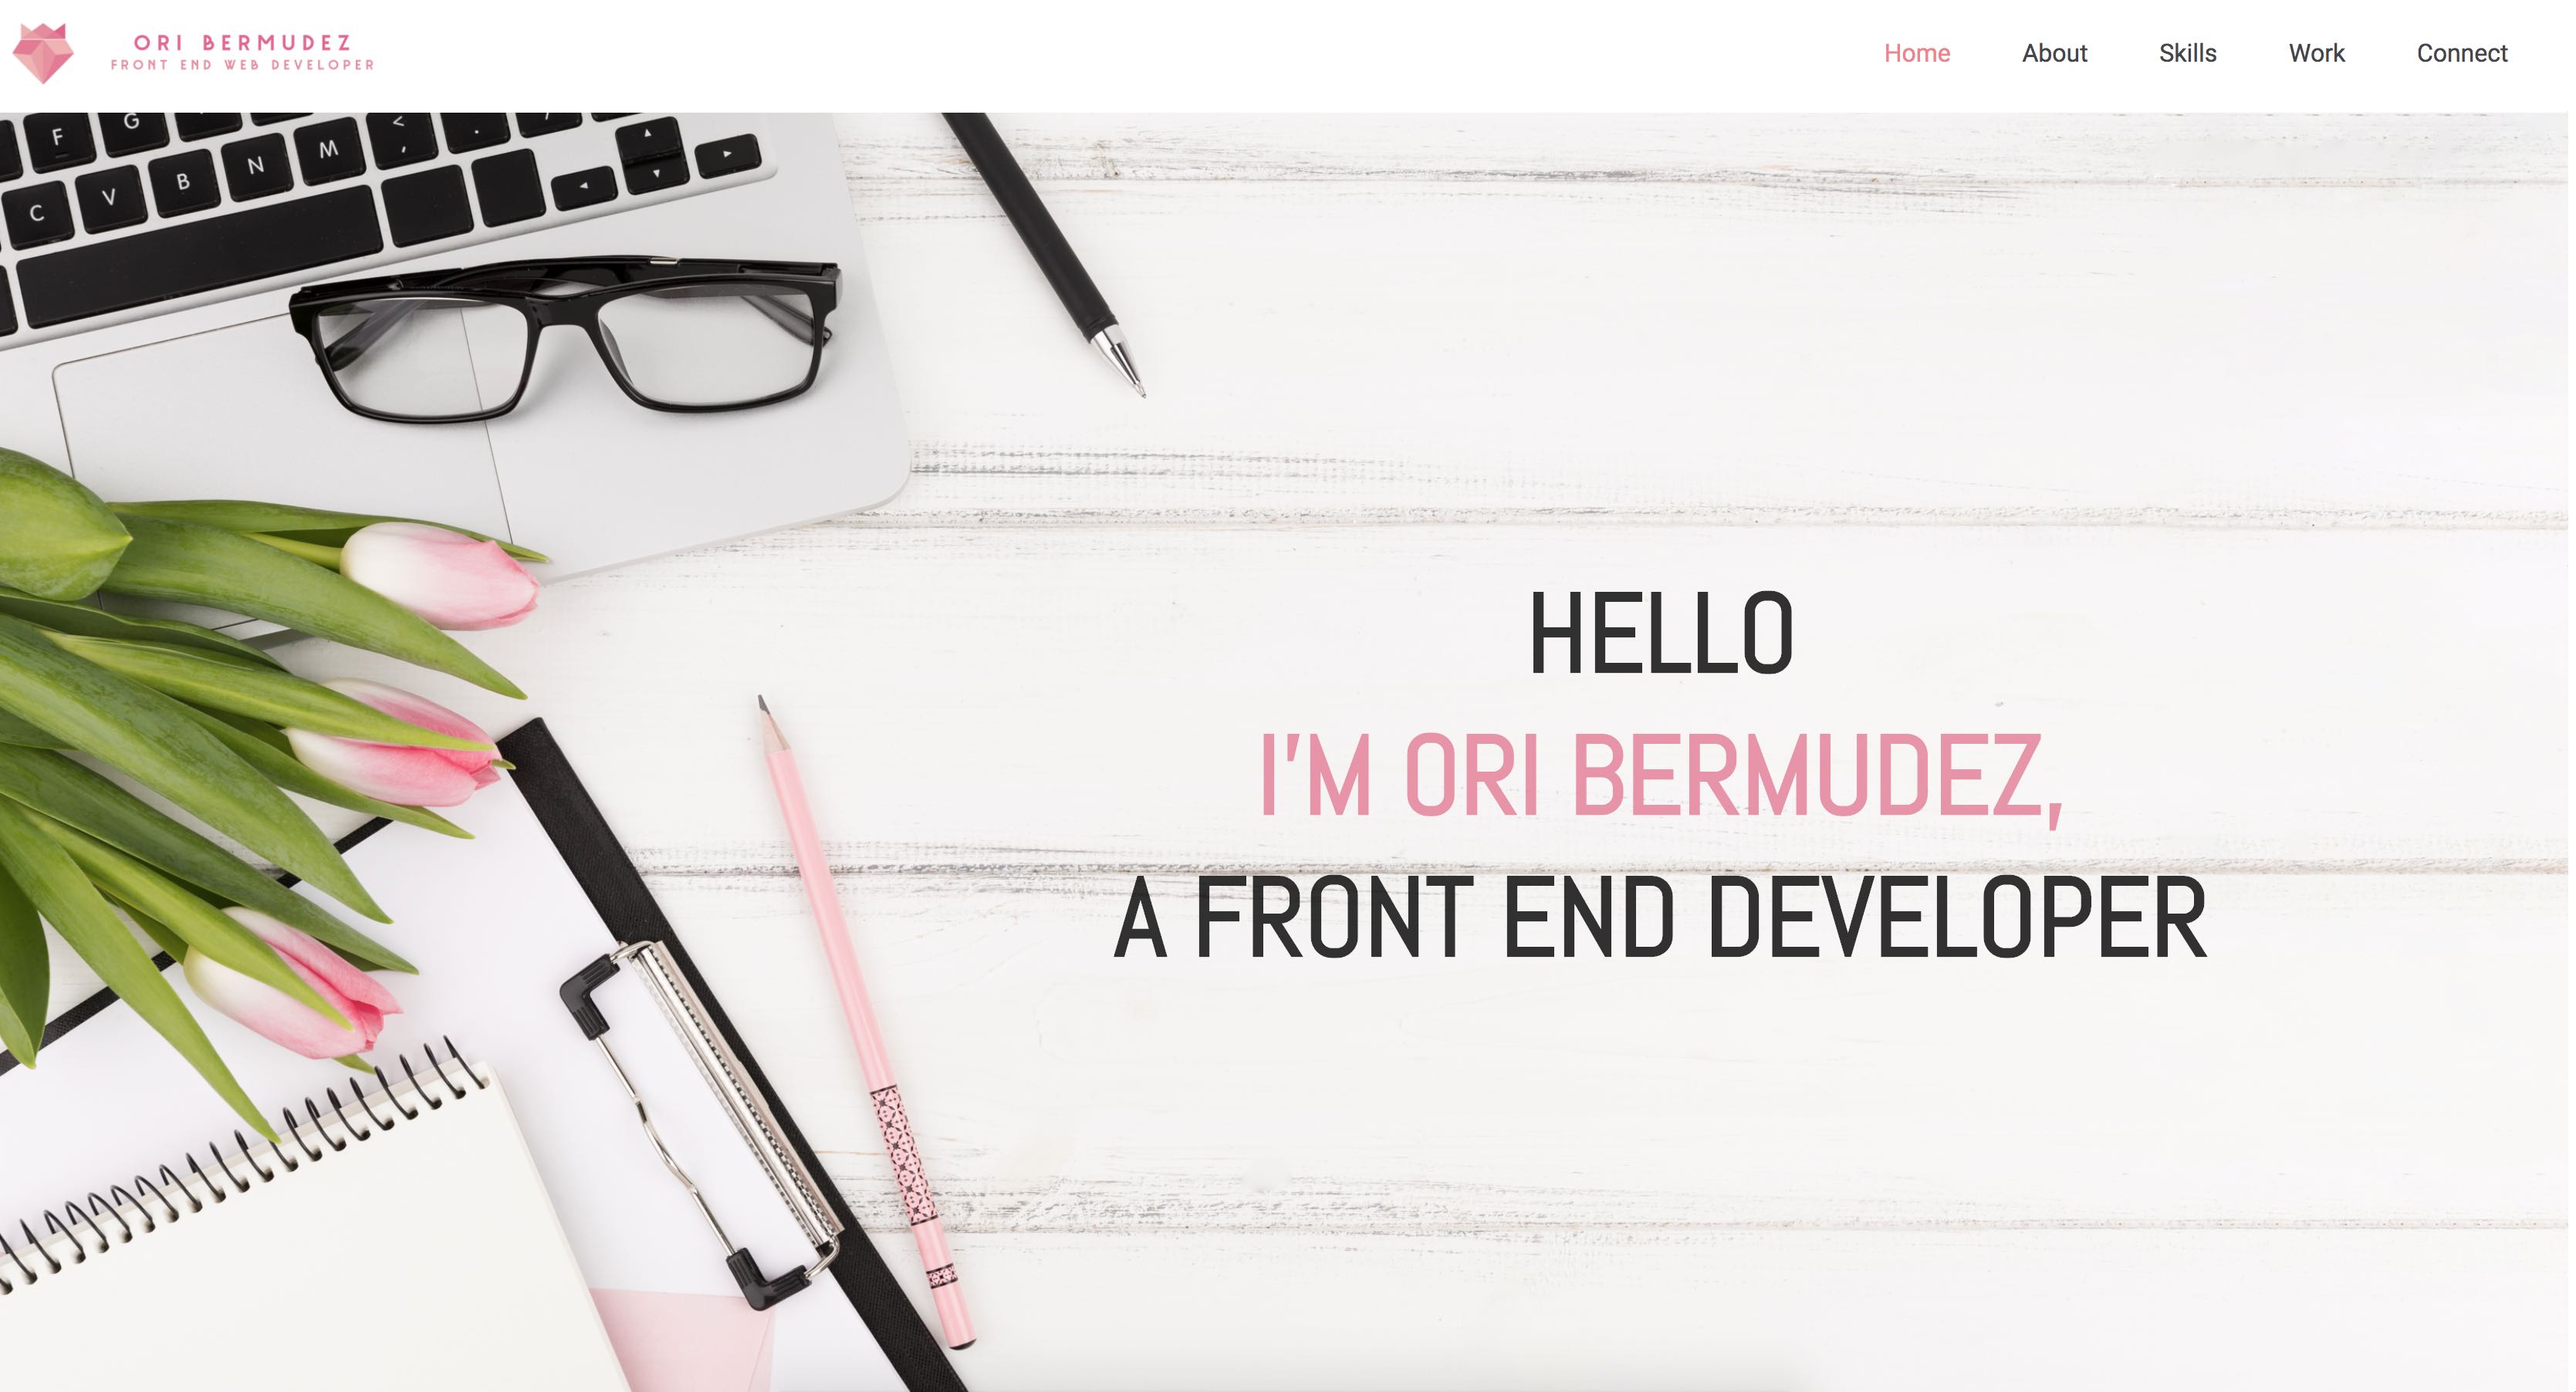 ORI BERMUDEZ
FRONT END WEB DEVELOPER
Home About Skills Work Connect
F G < .
C V B N M ,
HELLO
I'M ORI BERMUDEZ,
A FRONT END DEVELOPER